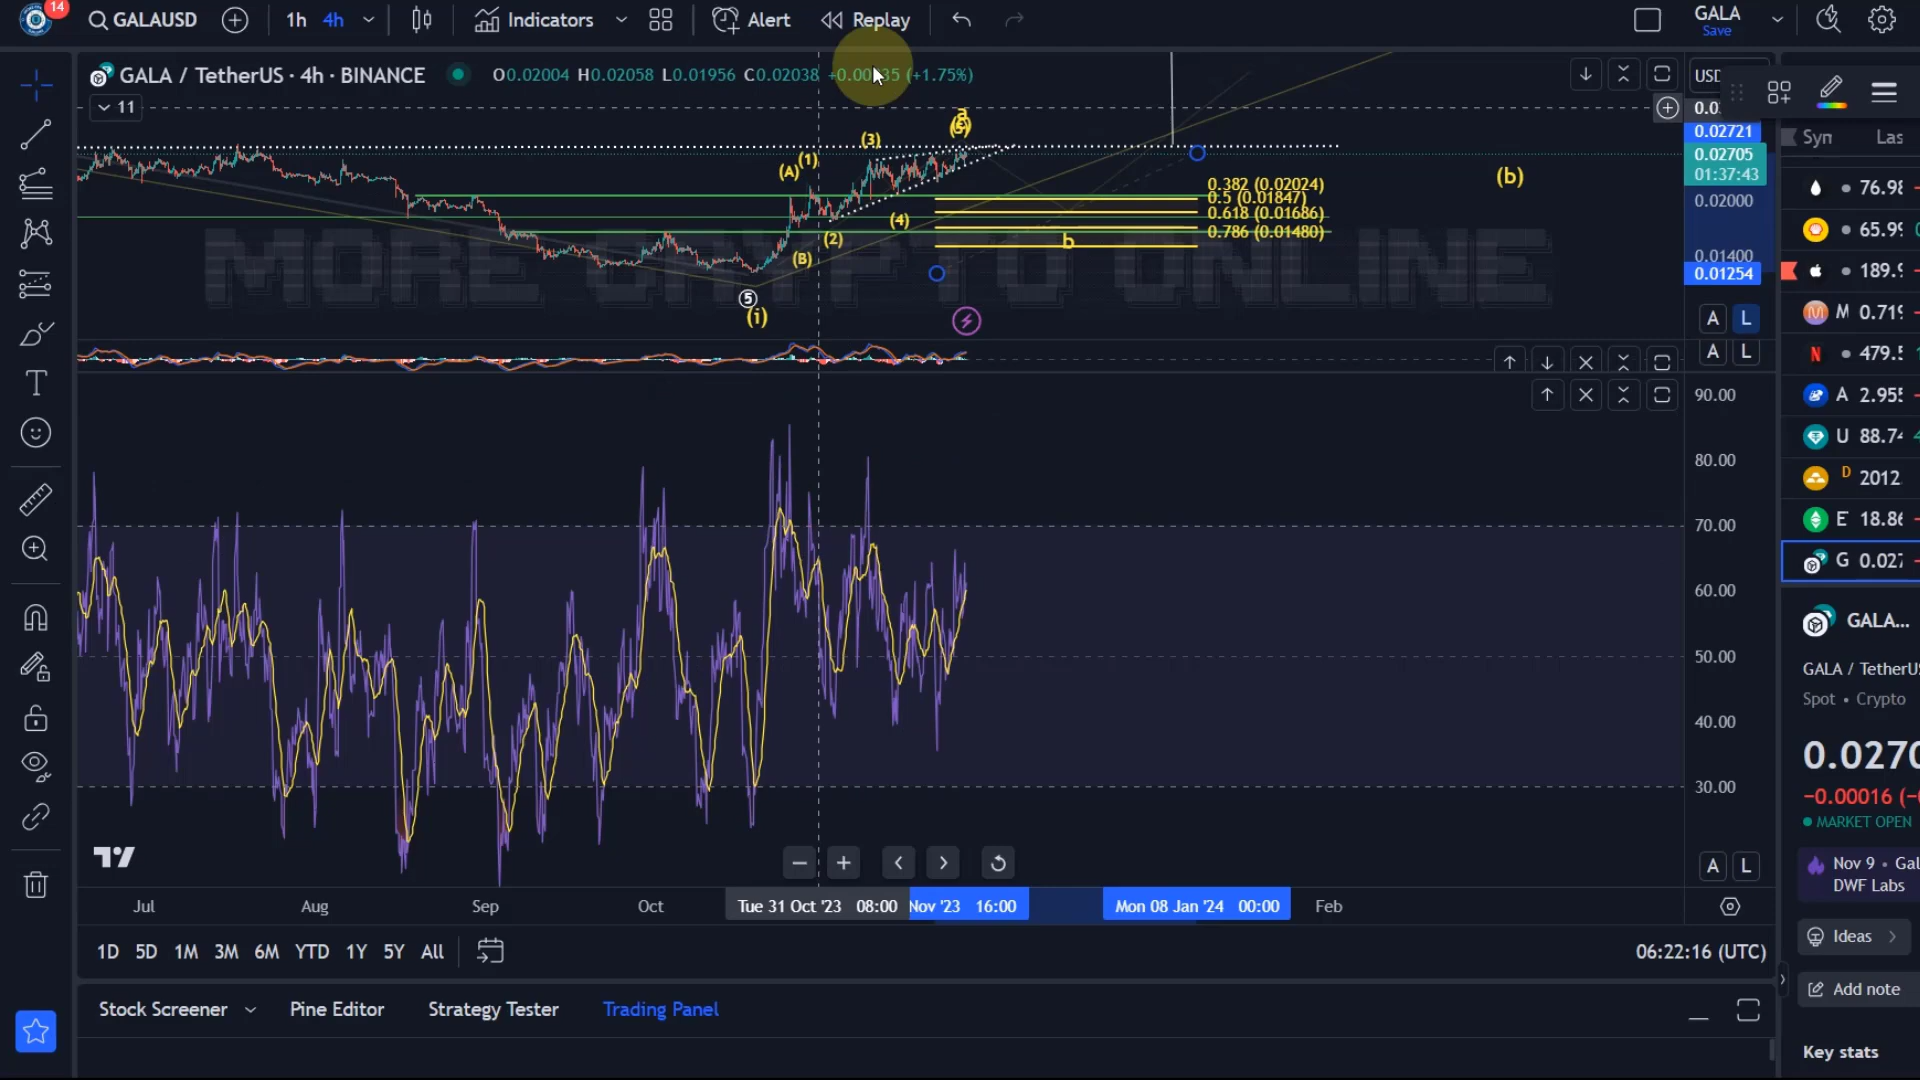 14
GALAUSD
1h 4h
Indicators
Alert
Replay
GALA
Save
GALA / TetherUS · 4h · BINANCE
O0.02004 H0.02058 L0.01956 C0.02038
(+1.75%)
11
USD
0.02721
0.02705
01:37:43
0.02000
0.01400
0.01254
(A)
(1)
(3)
a
(5)
(2)
(B)
(4)
0.382 (0.02024)
0.5 (0.01847)
0.618 (0.01686)
0.786 (0.01480)
b
(b)
5
(i)
MORE CRYPTO ONLINE
A L
A L
90.00
80.00
70.00
60.00
50.00
40.00
30.00
A L
Jul
Aug
Sep
Oct
Tue 31 Oct '23 08:00
Nov '23 16:00
Mon 08 Jan '24 00:00
Feb
1D 5D 1M 3M 6M YTD 1Y 5Y All
06:22:16 (UTC)
Stock Screener
Pine Editor
Strategy Tester
Trading Panel
Syn
Las
76.98
65.99
189.9
M 0.719
479.5
A 2.955
U 88.74
D 2012
E 18.86
G 0.027
GALA...
GALA / TetherUS
Spot • Crypto
0.0270
−0.00016
MARKET OPEN
Nov 9 • Gal
DWF Labs
Ideas
Add note
Key stats